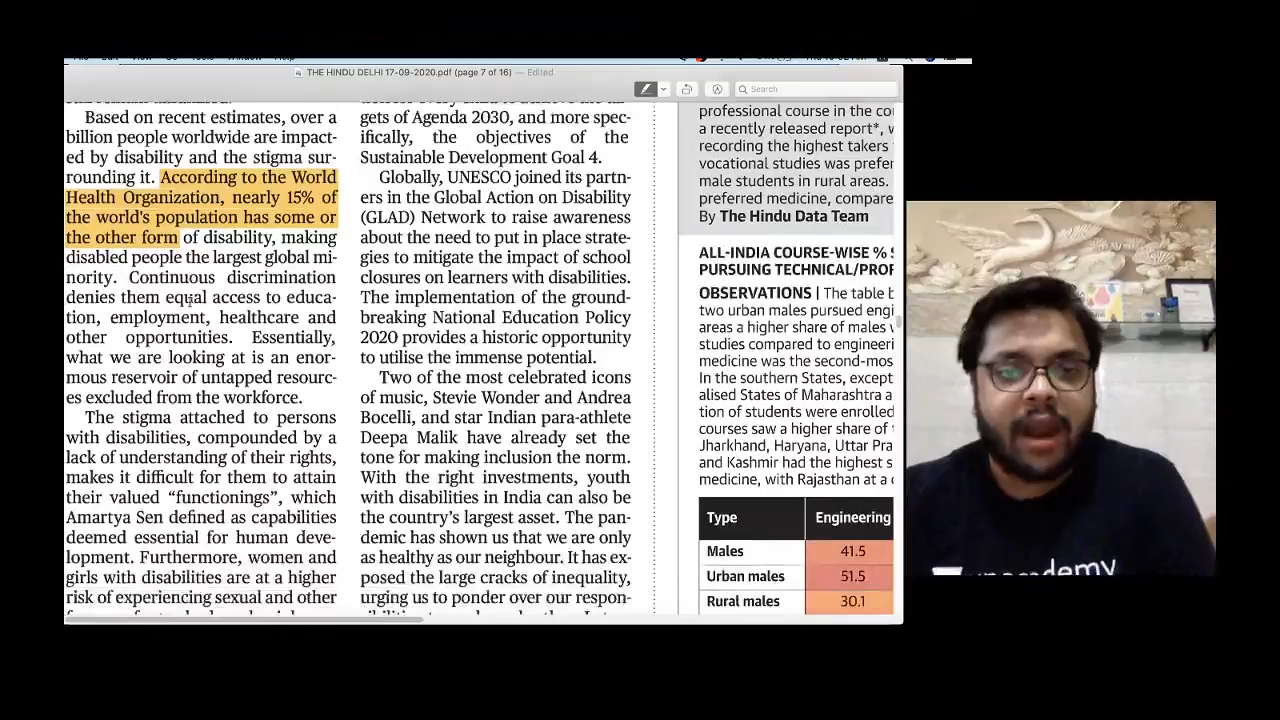 THE HINDU DELHI 17-09-2020.pdf (page 7 of 16) — Edited
Search
Based on recent estimates, over a
billion people worldwide are impact-
ed by disability and the stigma sur-
rounding it. According to the World
Health Organization, nearly 15% of
the world's population has some or
the other form of disability, making
disabled people the largest global mi-
nority. Continuous discrimination
denies them equal access to educa-
tion, employment, healthcare and
other opportunities. Essentially,
what we are looking at is an enor-
mous reservoir of untapped resourc-
es excluded from the workforce.
The stigma attached to persons
with disabilities, compounded by a
lack of understanding of their rights,
makes it difficult for them to attain
their valued “functionings”, which
Amartya Sen defined as capabilities
deemed essential for human deve-
lopment. Furthermore, women and
girls with disabilities are at a higher
risk of experiencing sexual and other
gets of Agenda 2030, and more spec-
ifically, the objectives of the
Sustainable Development Goal 4.
Globally, UNESCO joined its partn-
ers in the Global Action on Disability
(GLAD) Network to raise awareness
about the need to put in place strate-
gies to mitigate the impact of school
closures on learners with disabilities.
The implementation of the ground-
breaking National Education Policy
2020 provides a historic opportunity
to utilise the immense potential.
Two of the most celebrated icons
of music, Stevie Wonder and Andrea
Bocelli, and star Indian para-athlete
Deepa Malik have already set the
tone for making inclusion the norm.
With the right investments, youth
with disabilities in India can also be
the country's largest asset. The pan-
demic has shown us that we are only
as healthy as our neighbour. It has ex-
posed the large cracks of inequality,
urging us to ponder over our respon-
professional course in the cou
a recently released report*, w
recording the highest takers
vocational studies was prefer
male students in rural areas.
preferred medicine, compare
By The Hindu Data Team
ALL-INDIA COURSE-WISE % S
PURSUING TECHNICAL/PROF
OBSERVATIONS | The table b
two urban males pursued engi
areas a higher share of males v
studies compared to engineeri
medicine was the second-mos
In the southern States, except
alised States of Maharashtra a
tion of students were enrolled
courses saw a higher share of
Jharkhand, Haryana, Uttar Pra
and Kashmir had the highest s
medicine, with Rajasthan at a
Type Engineering
Males 41.5
Urban males 51.5
Rural males 30.1